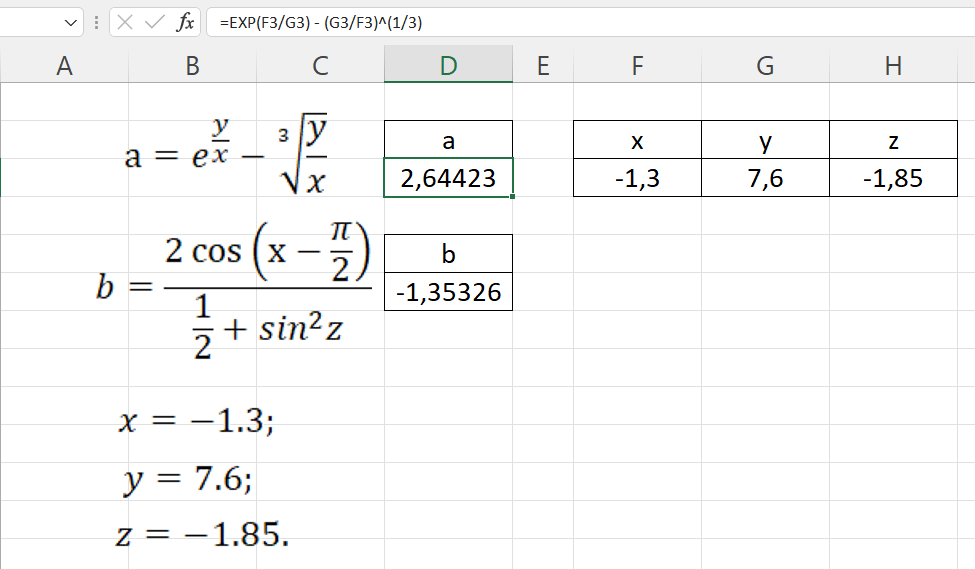 =EXP(F3/G3) - (G3/F3)^(1/3)
A B C D E F G H
a = e^(y/x) − ∛(y/x)
a
x y z
2,64423
-1,3 7,6 -1,85
b = (2 cos (x − π/2)) / (1/2 + sin²z)
b
-1,35326
x = −1.3;
y = 7.6;
z = −1.85.